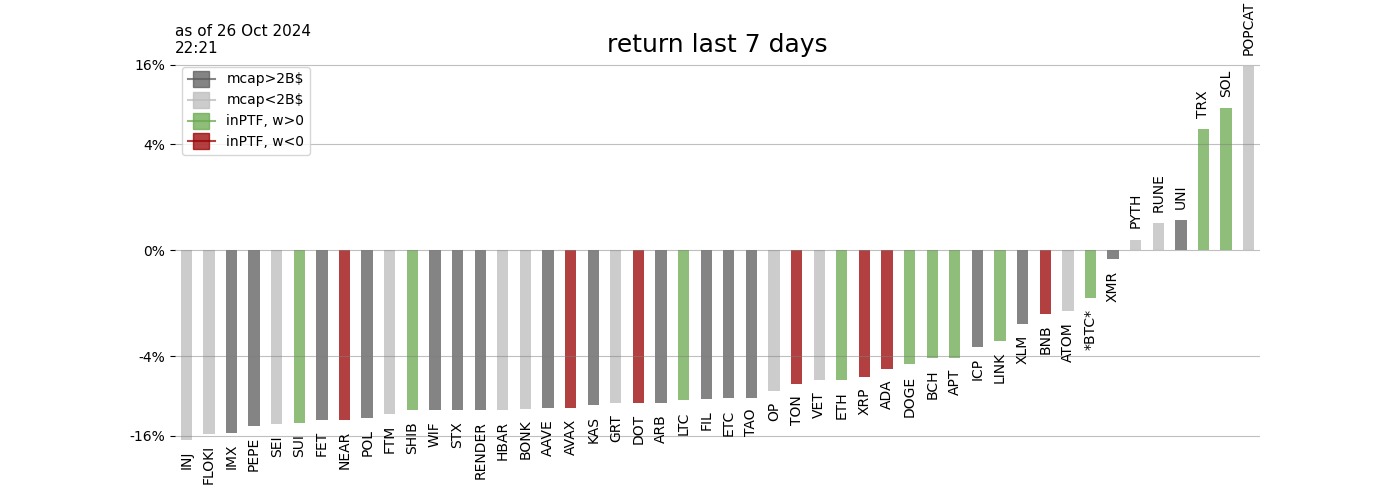 as of 26 Oct 2024
22:21
return last 7 days
16%
4%
0%
-4%
-16%
mcap>2B$
mcap<2B$
inPTF, w>0
inPTF, w<0
INJ
FLOKI
IMX
PEPE
SEI
SUI
FET
NEAR
POL
FTM
SHIB
WIF
STX
RENDER
HBAR
BONK
AAVE
AVAX
KAS
GRT
DOT
ARB
LTC
FIL
ETC
TAO
OP
TON
VET
ETH
XRP
ADA
DOGE
BCH
APT
ICP
LINK
XLM
BNB
ATOM
*BTC*
XMR
PYTH
RUNE
UNI
TRX
SOL
POPCAT